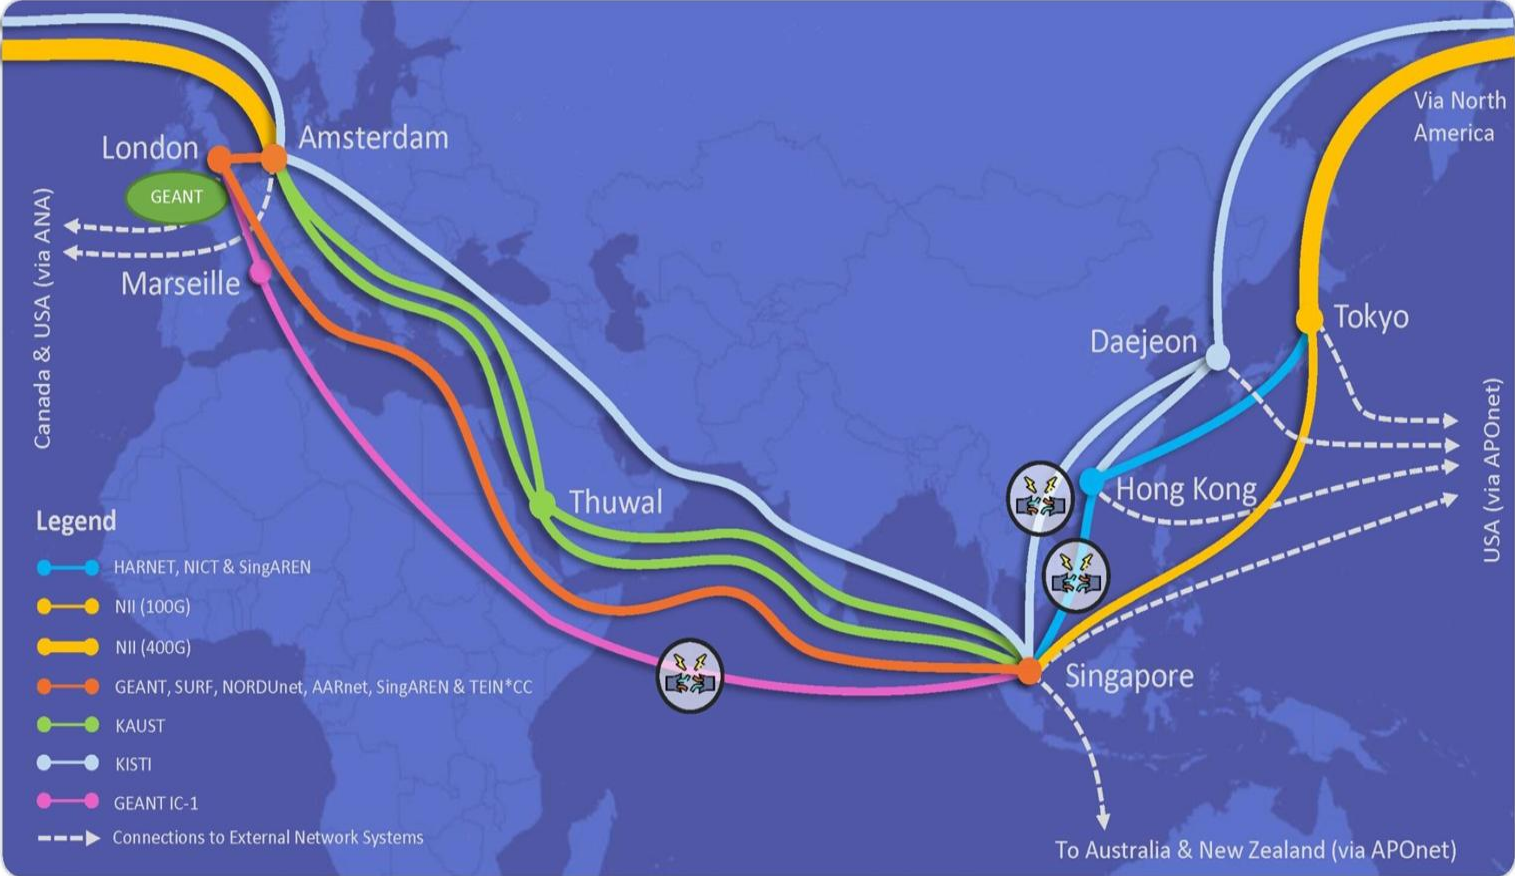 Via North
America
London
Amsterdam
GEANT
Canada & USA (via ANA)
Marseille
Tokyo
Daejeon
Thuwal
Hong Kong
USA (via APOnet)
Singapore
Legend
HARNET, NICT & SingAREN
NII (100G)
NII (400G)
GEANT, SURF, NORDUnet, AARnet, SingAREN & TEIN*CC
KAUST
KISTI
GEANT IC-1
Connections to External Network Systems
To Australia & New Zealand (via APOnet)